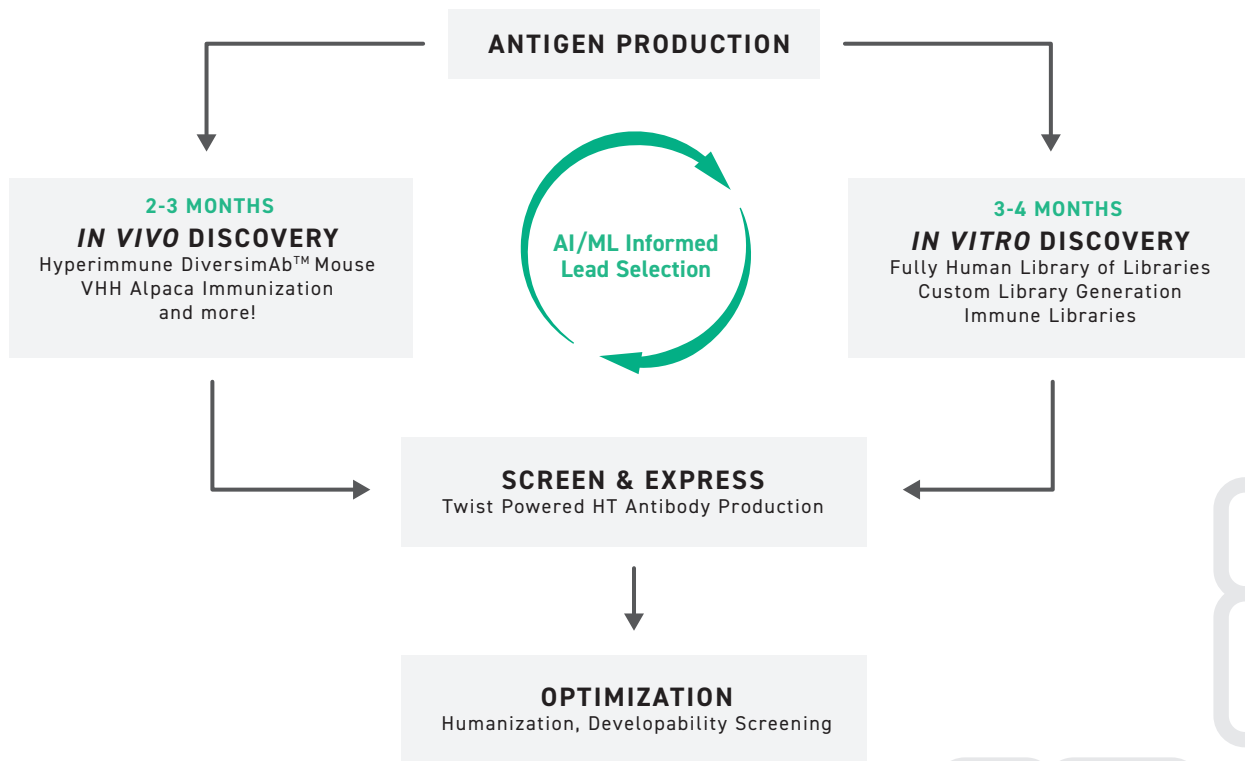 ANTIGEN PRODUCTION
2-3 MONTHS
IN VIVO DISCOVERY
Hyperimmune DiversimAb™ Mouse
VHH Alpaca Immunization
and more!
AI/ML Informed
Lead Selection
3-4 MONTHS
IN VITRO DISCOVERY
Fully Human Library of Libraries
Custom Library Generation
Immune Libraries
SCREEN & EXPRESS
Twist Powered HT Antibody Production
OPTIMIZATION
Humanization, Developability Screening